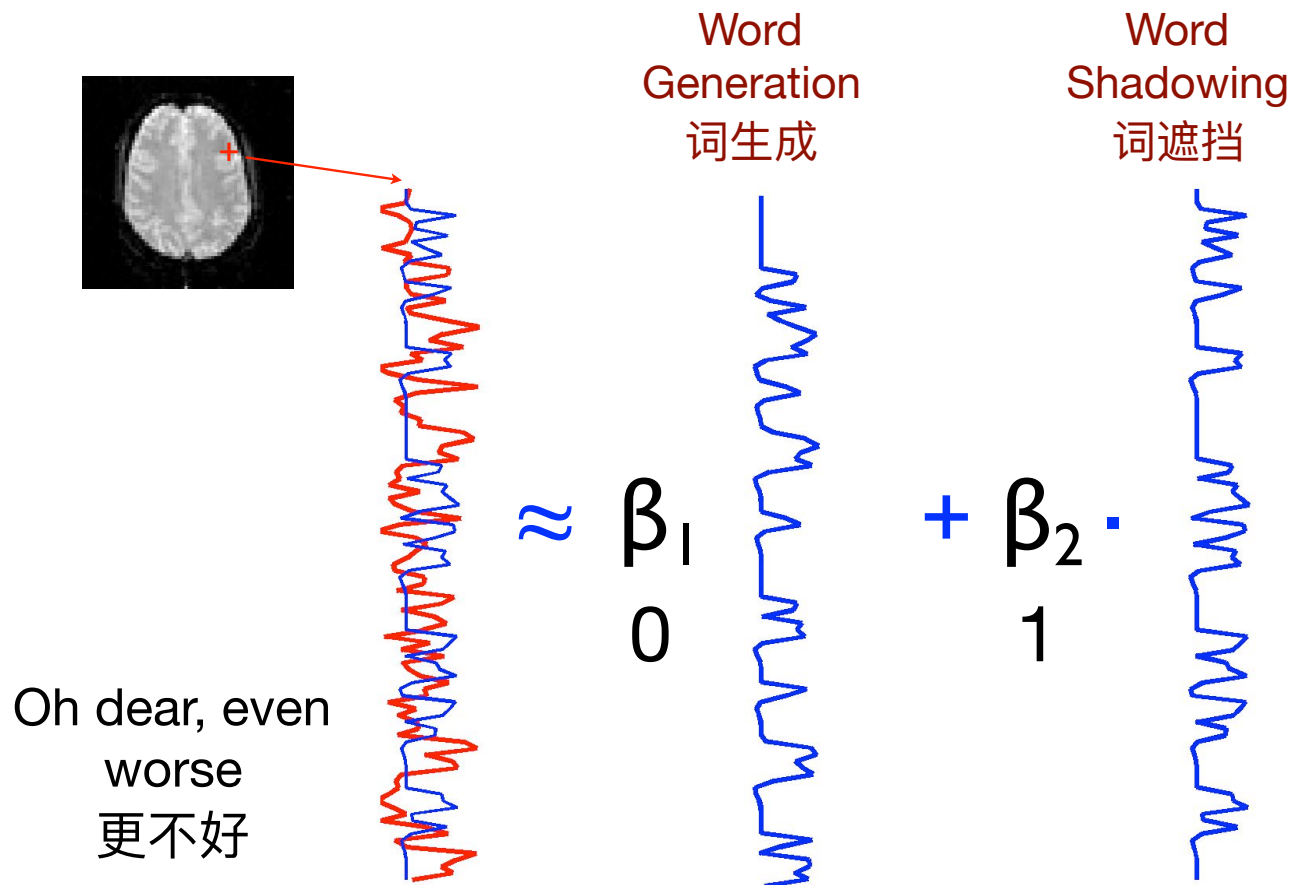 Word
Generation
词生成
Word
Shadowing
词遮挡
≈ β1 + β2 ·
0 1
Oh dear, even
worse
更不好